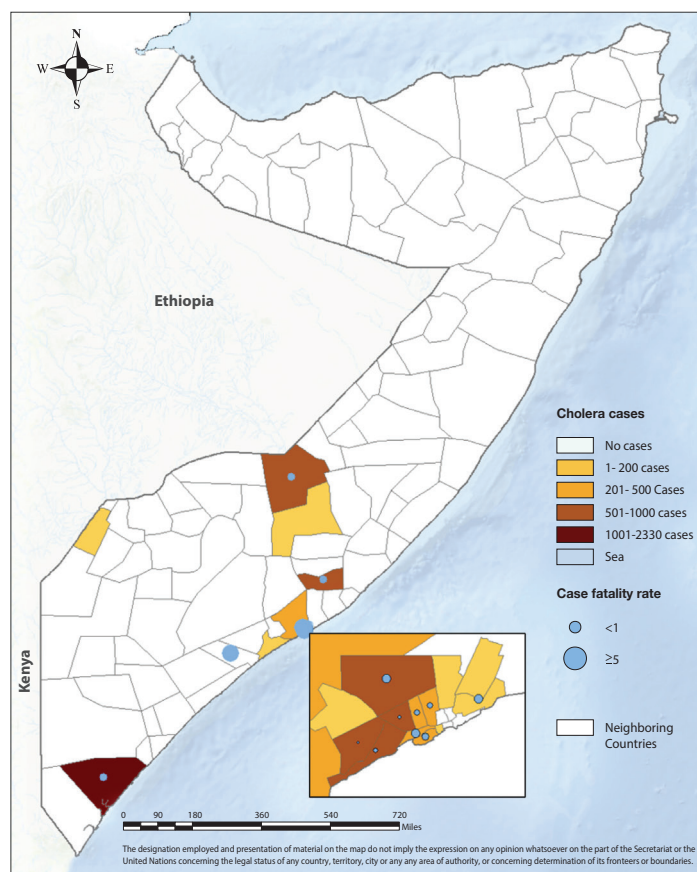 N
W E
S
Ethiopia
Kenya
Cholera cases
No cases
1- 200 cases
201- 500 Cases
501-1000 cases
1001-2330 cases
Sea
Case fatality rate
<1
≥5
Neighboring
Countries
0 90 180 360 540 720
Miles
The designation employed and presentation of material on the map do not imply the expression on any opinion whatsoever on the part of the Secretariat or the
United Nations concerning the legal status of any country, territory, city or any any area of authority, or concerning determination of its fronteers or boundaries.